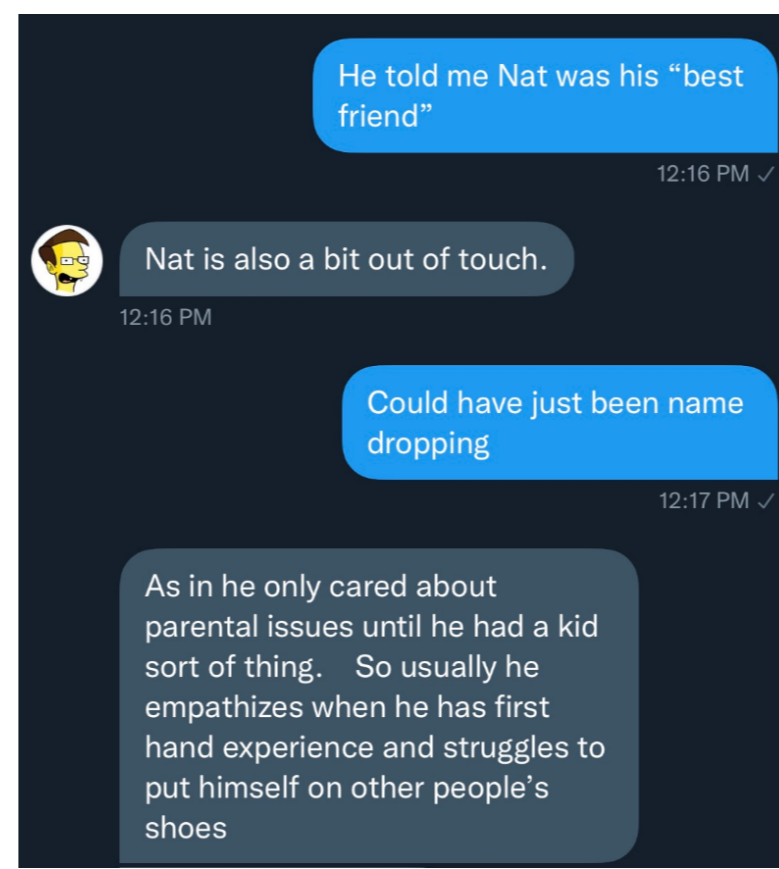 He told me Nat was his “best
friend”
12:16 PM ✓
Nat is also a bit out of touch.
12:16 PM
Could have just been name
dropping
12:17 PM ✓
As in he only cared about
parental issues until he had a kid
sort of thing.    So usually he
empathizes when he has first
hand experience and struggles to
put himself on other people’s
shoes